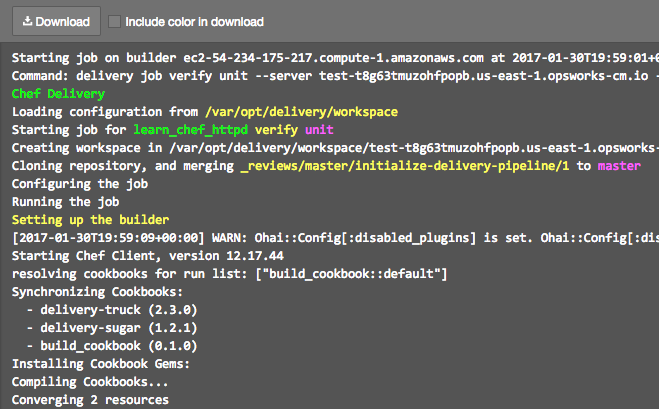 Download Include color in download
Starting job on builder ec2-54-234-175-217.compute-1.amazonaws.com at 2017-01-30T19:59:01+0
Command: delivery job verify unit --server test-t8g63tmuzohfpopb.us-east-1.opsworks-cm.io -
Chef Delivery
Loading configuration from /var/opt/delivery/workspace
Starting job for learn_chef_httpd verify unit
Creating workspace in /var/opt/delivery/workspace/test-t8g63tmuzohfpopb.us-east-1.opsworks-
Cloning repository, and merging _reviews/master/initialize-delivery-pipeline/1 to master
Configuring the job
Running the job
Setting up the builder
[2017-01-30T19:59:09+00:00] WARN: Ohai::Config[:disabled_plugins] is set. Ohai::Config[:dis
Starting Chef Client, version 12.17.44
resolving cookbooks for run list: ["build_cookbook::default"]
Synchronizing Cookbooks:
- delivery-truck (2.3.0)
- delivery-sugar (1.2.1)
- build_cookbook (0.1.0)
Installing Cookbook Gems:
Compiling Cookbooks...
Converging 2 resources